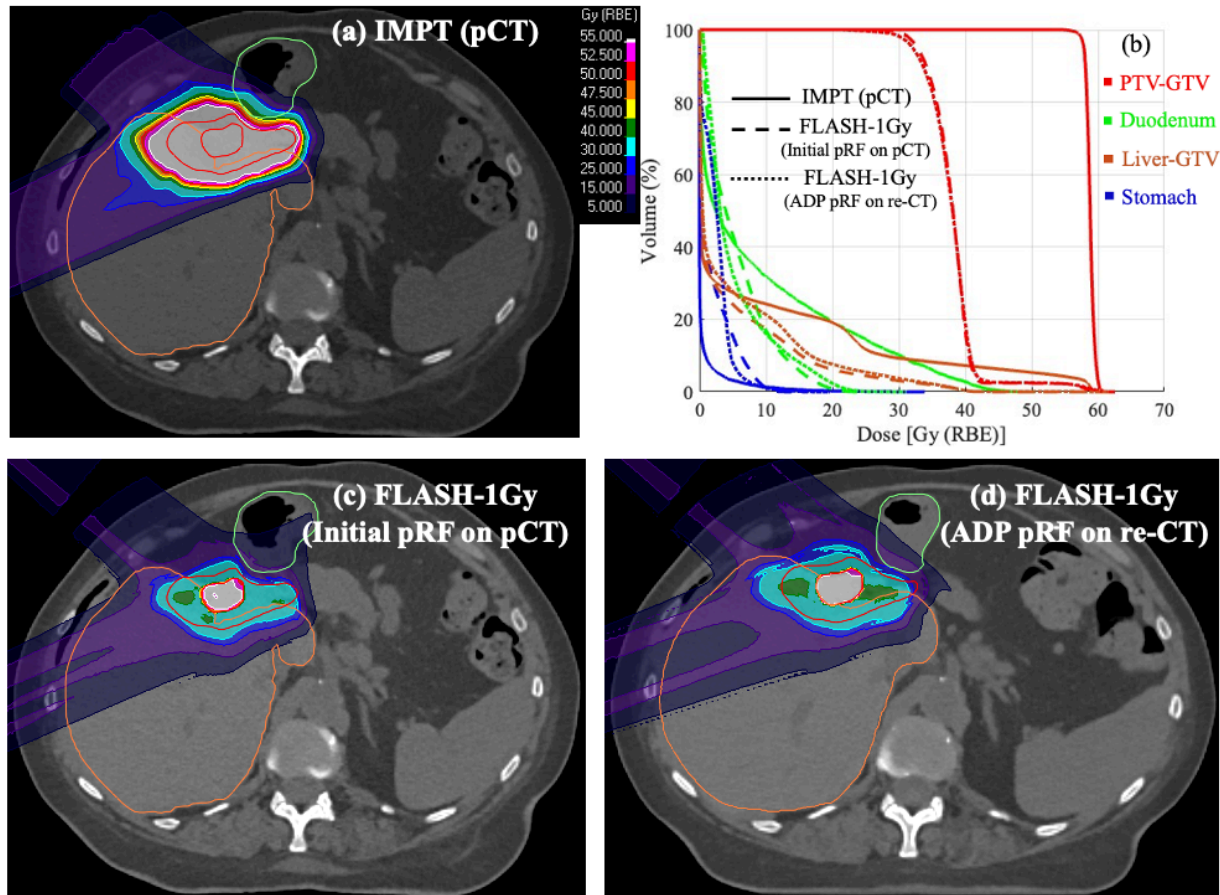 (a) IMPT (pCT)
Gy (RBE)
55.000
52.500
50.000
47.500
45.000
40.000
30.000
25.000
15.000
5.000
(b)
100
80
60
40
20
0
Volume (%)
IMPT (pCT)
FLASH-1Gy
(Initial pRF on pCT)
FLASH-1Gy
(ADP pRF on re-CT)
PTV-GTV
Duodenum
Liver-GTV
Stomach
0 10 20 30 40 50 60 70
Dose [Gy (RBE)]
(c) FLASH-1Gy
(Initial pRF on pCT)
(d) FLASH-1Gy
(ADP pRF on re-CT)